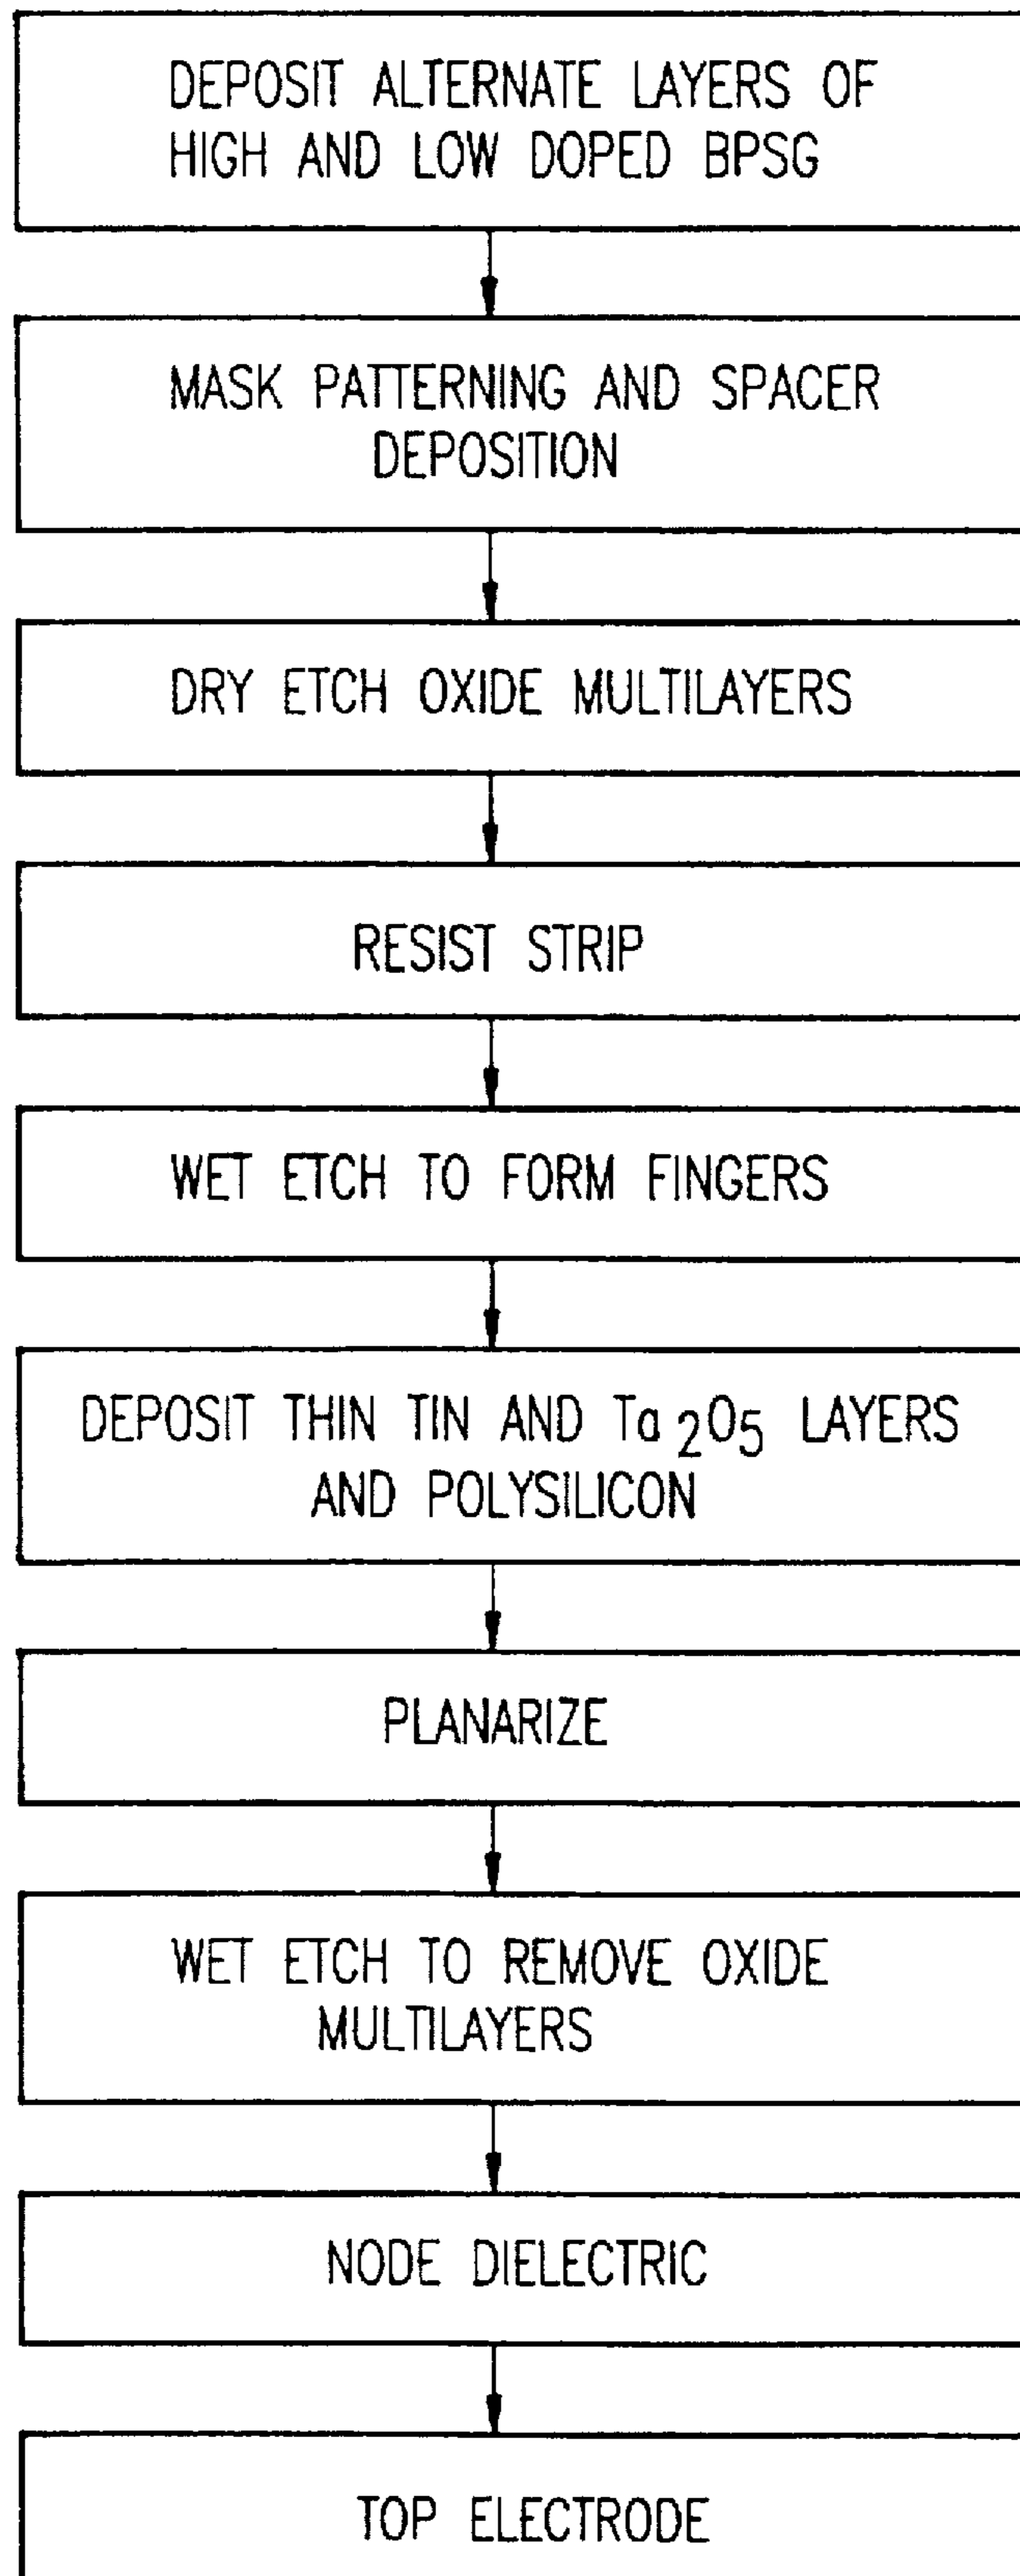 DEPOSIT ALTERNATE LAYERS OF
HIGH AND LOW DOPED BPSG
MASK PATTERNING AND SPACER
DEPOSITION
DRY ETCH OXIDE MULTILAYERS
RESIST STRIP
WET ETCH TO FORM FINGERS
DEPOSIT THIN TIN AND Ta2O5 LAYERS
AND POLYSILICON
PLANARIZE
WET ETCH TO REMOVE OXIDE
MULTILAYERS
NODE DIELECTRIC
TOP ELECTRODE